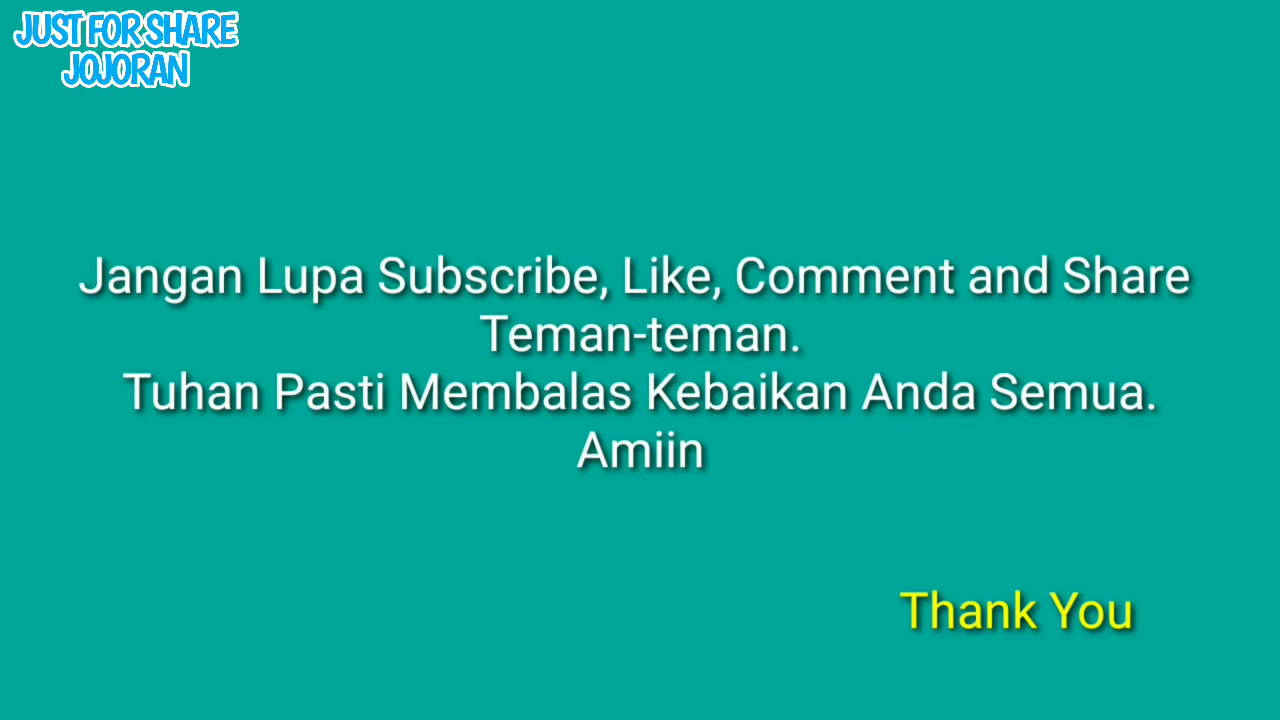 JUST FOR SHARE
JOJORAN
Jangan Lupa Subscribe, Like, Comment and Share
Teman-teman.
Tuhan Pasti Membalas Kebaikan Anda Semua.
Amiin
Thank You